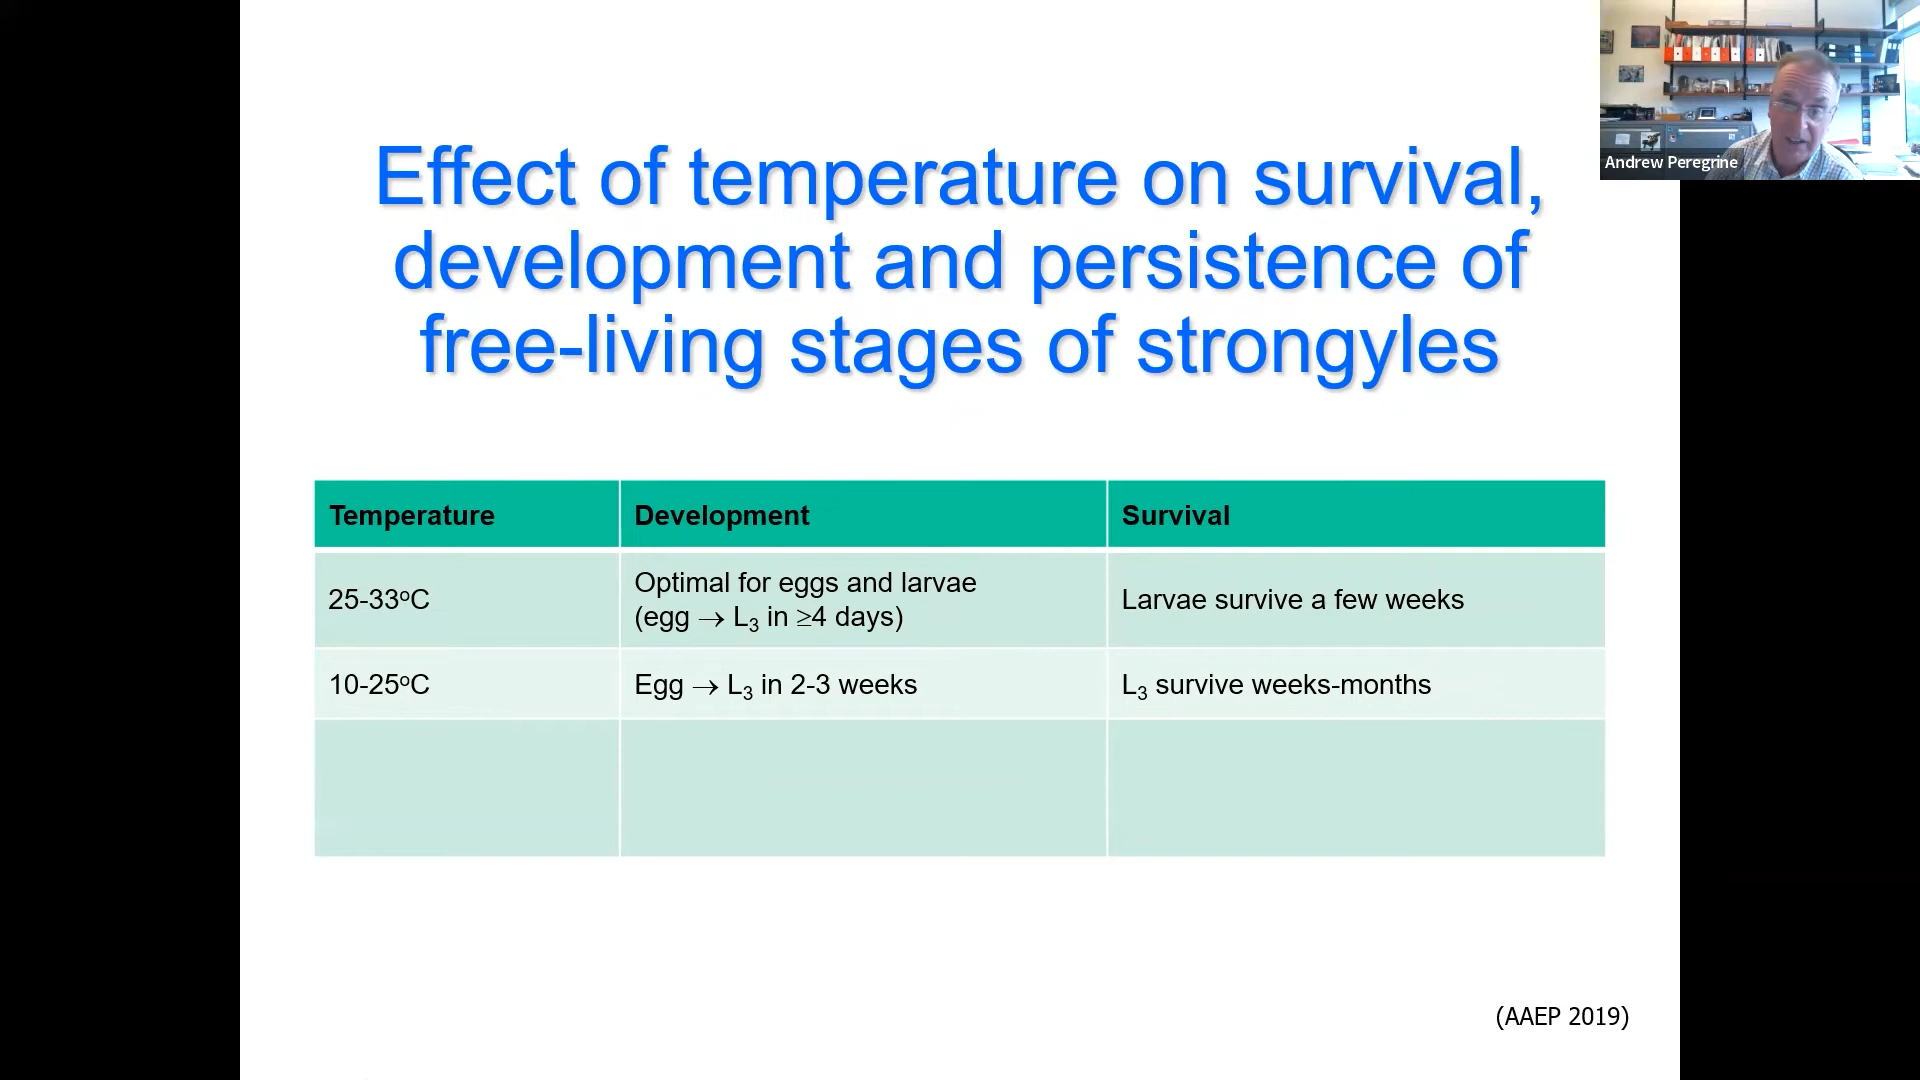 Andrew Peregrine
Effect of temperature on survival,
development and persistence of
free-living stages of strongyles
Temperature Development Survival
25-33ºC Optimal for eggs and larvae Larvae survive a few weeks
(egg → L₃ in ≥4 days)
10-25ºC Egg → L₃ in 2-3 weeks L₃ survive weeks-months
(AAEP 2019)